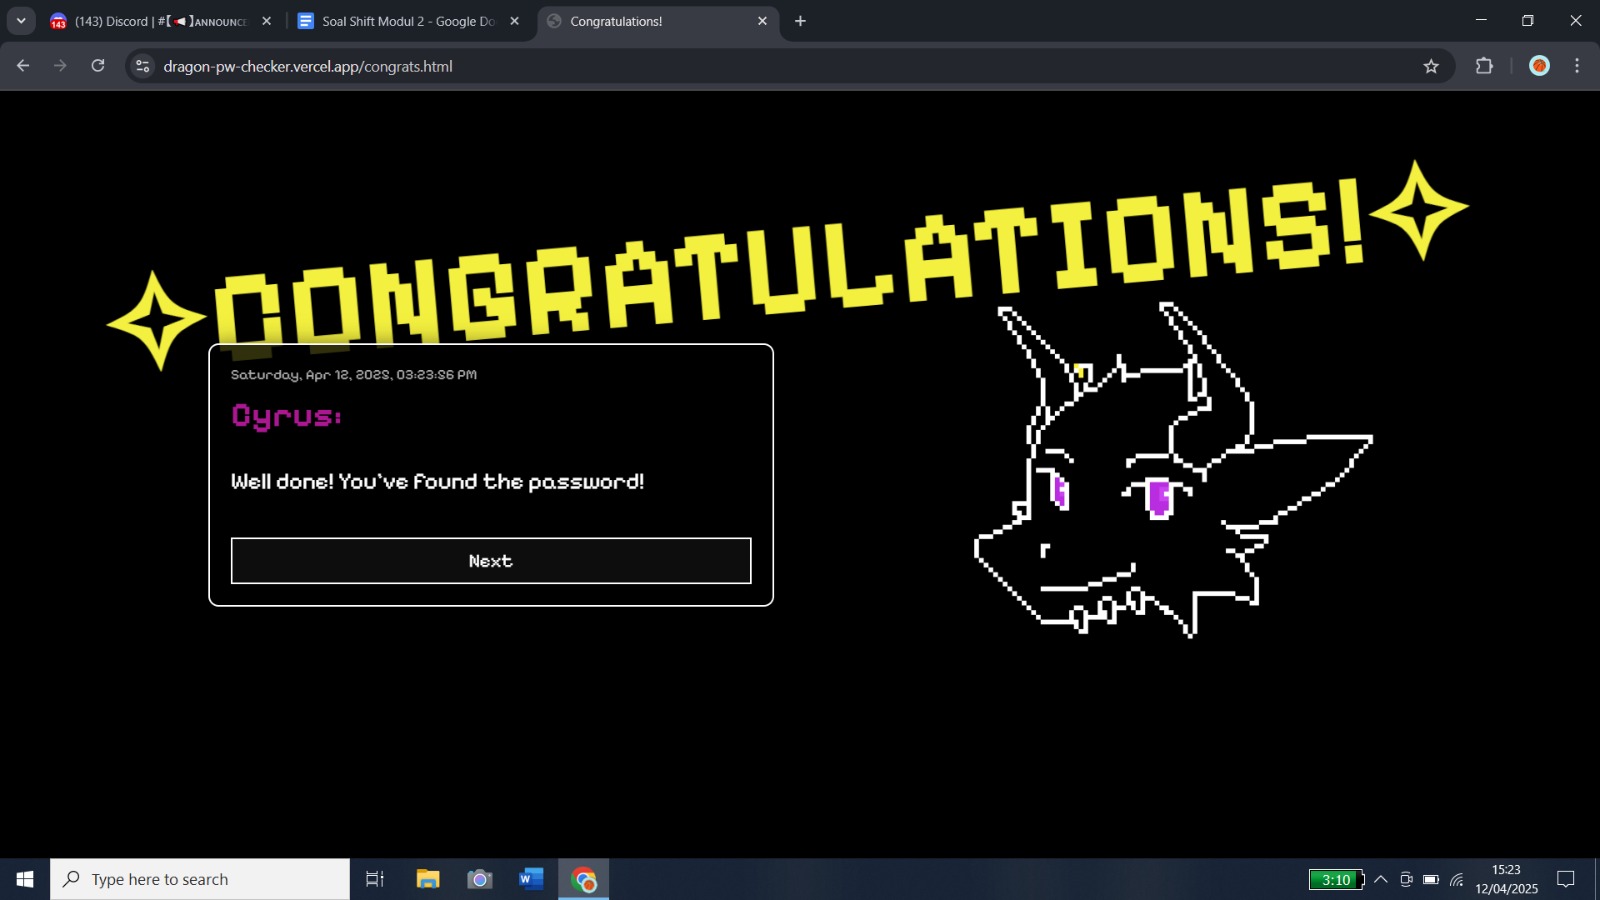 143
(143) Discord | #【📢】ANNOUNCE
Soal Shift Modul 2 - Google Do
Congratulations!
dragon-pw-checker.vercel.app/congrats.html
CONGRATULATIONS!
Saturday, Apr 12, 2025, 03:23:56 PM
Cyrus:
Well done! You've found the password!
Next
Type here to search
W
3:10
15:23
12/04/2025